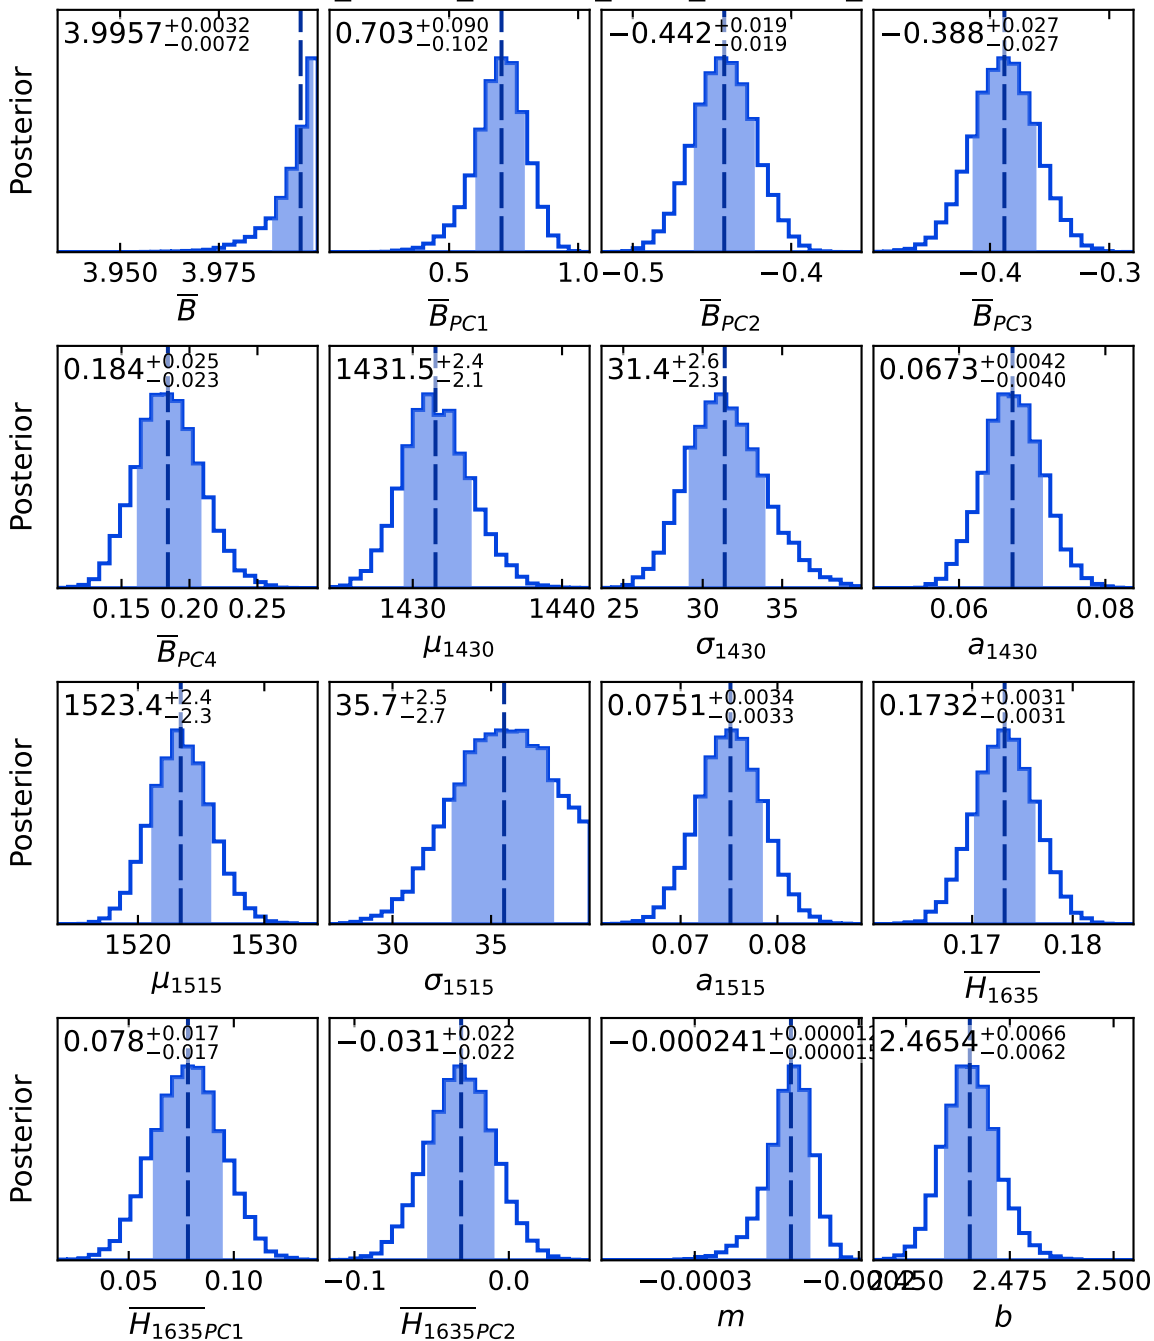 3.9957 +0.0032 −0.0072
0.703 +0.090 −0.102
−0.442 +0.019 −0.019
−0.388 +0.027 −0.027
Posterior
3.950 3.975
0.5 1.0
−0.5 −0.4
−0.4 −0.3
B̅
B̅PC1
B̅PC2
B̅PC3
0.184 +0.025 −0.023
1431.5 +2.4 −2.1
31.4 +2.6 −2.3
0.0673 +0.0042 −0.0040
Posterior
0.15 0.20 0.25
1430 1440
25 30 35
0.06 0.08
B̅PC4
μ1430
σ1430
a1430
1523.4 +2.4 −2.3
35.7 +2.5 −2.7
0.0751 +0.0034 −0.0033
0.1732 +0.0031 −0.0031
Posterior
1520 1530
30 35
0.07 0.08
0.17 0.18
μ1515
σ1515
a1515
H1635
0.078 +0.017 −0.017
−0.031 +0.022 −0.022
−0.000241
2.4654 +0.0066 −0.0062
Posterior
0.05 0.10
−0.1 0.0
−0.0003
2.475 2.500
H1635PC1
H1635PC2
m
b